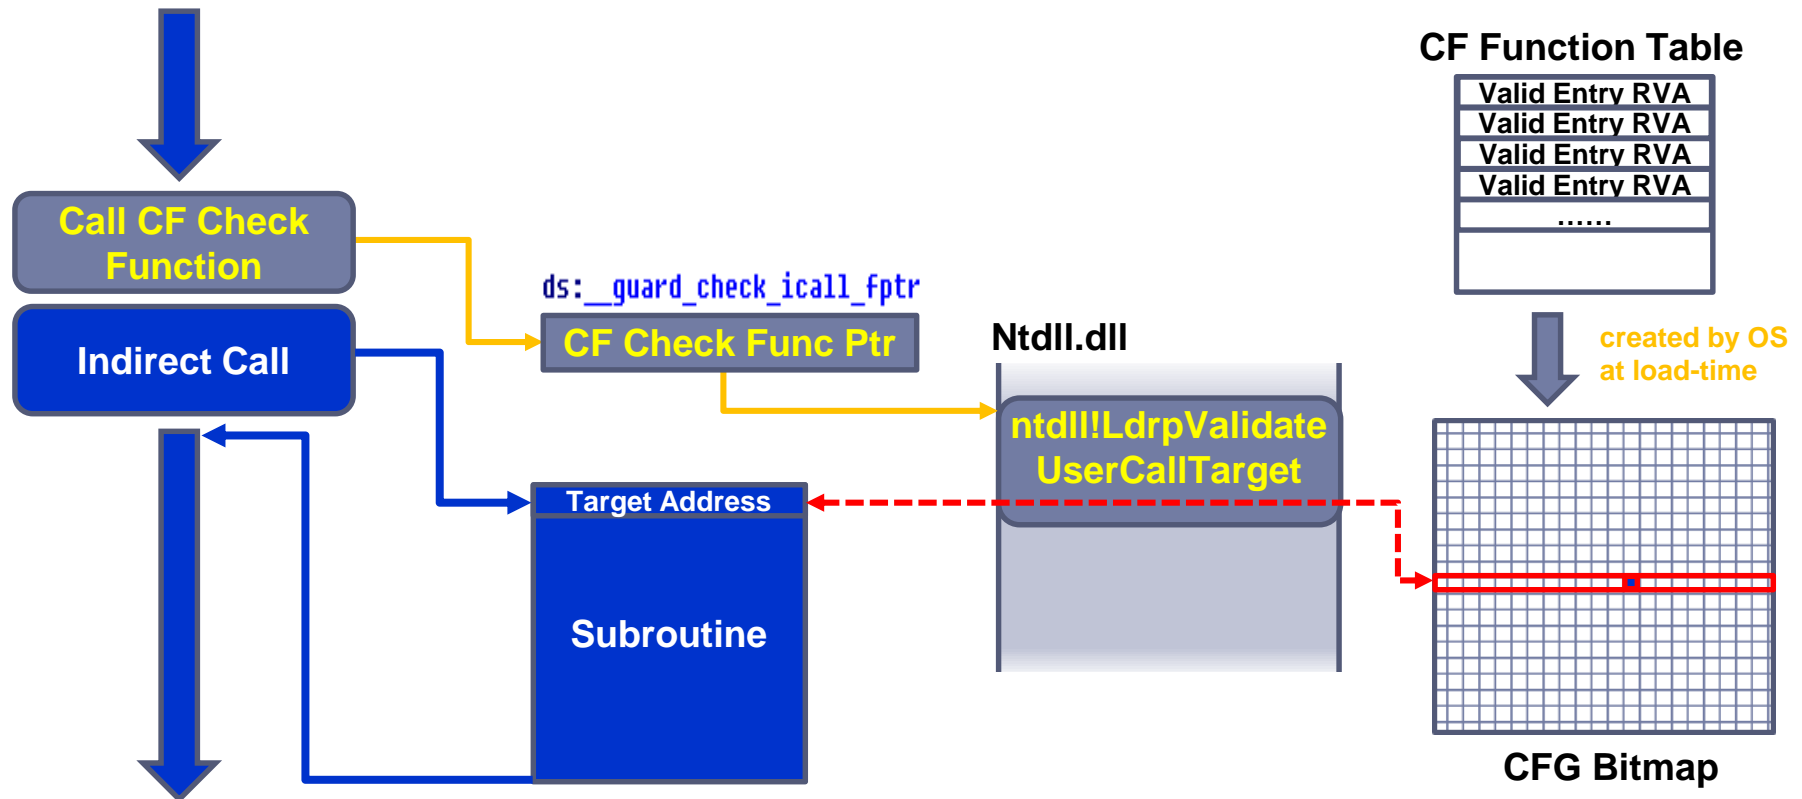 CF Function Table
Valid Entry RVA
Valid Entry RVA
Valid Entry RVA
Valid Entry RVA
......
Call CF Check
Function
ds:__guard_check_icall_fptr
CF Check Func Ptr
Indirect Call
Ntdll.dll
created by OS
at load-time
ntdll!LdrpValidate
UserCallTarget
Target Address
Subroutine
CFG Bitmap